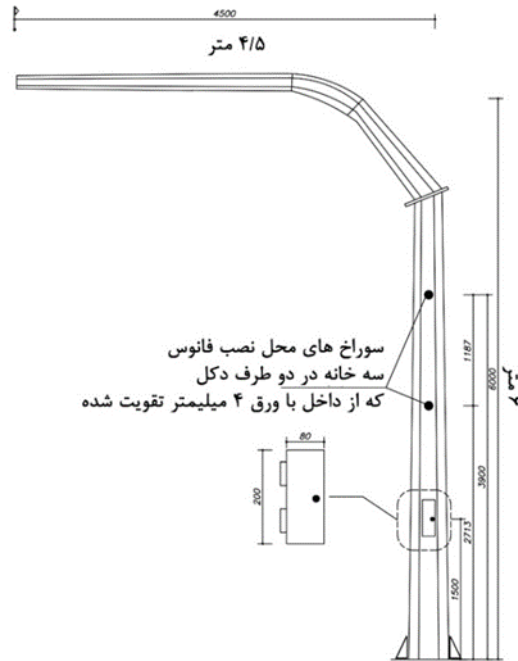 4500
۴/۵ متر
سوراخ های محل نصب فانوس
سه خانه در دو طرف دکل
که از داخل با ورق ۴ میلیمتر تقویت شده
80
200
1187
6000
3900
2713
1500
۶ متر